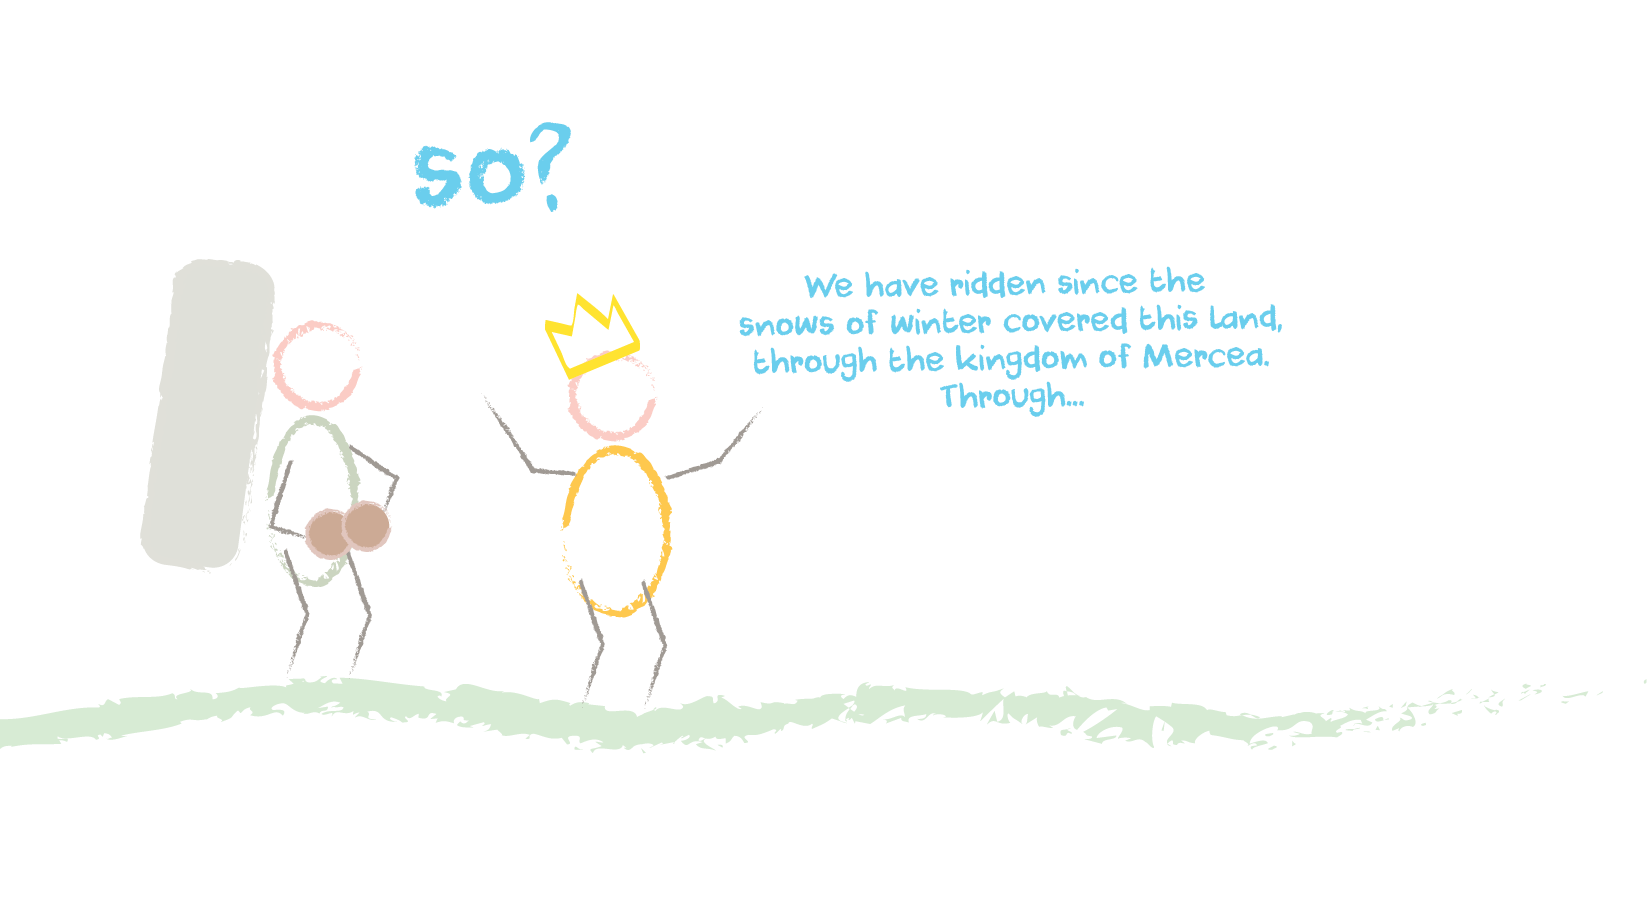 so?
We have ridden since the
snows of winter covered this land,
through the kingdom of Mercea.
Through...